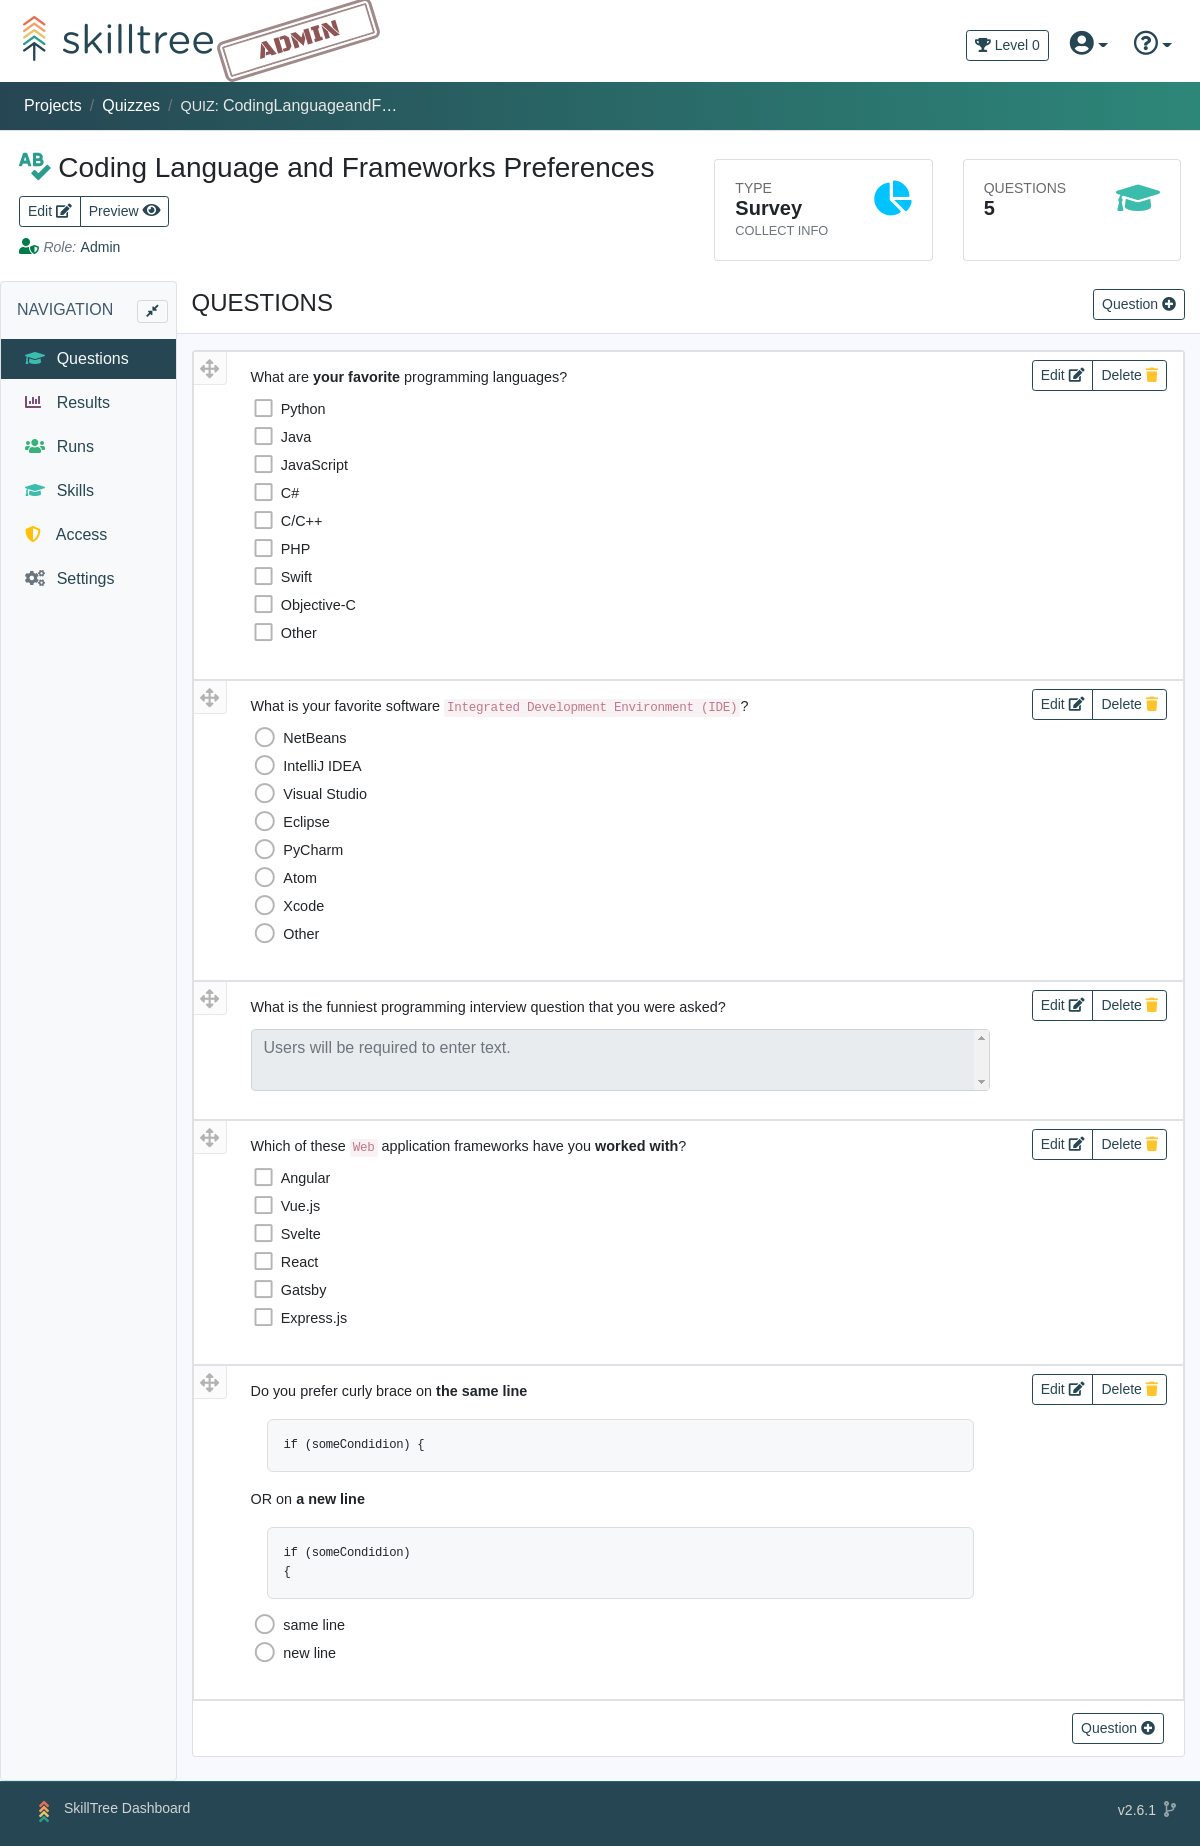 skilltree
ADMIN
Level 0
Projects / Quizzes / QUIZ: CodingLanguageandF…
AB Coding Language and Frameworks Preferences
Edit Preview
Role: Admin
TYPE
Survey
COLLECT INFO
QUESTIONS
5
NAVIGATION
Questions
Results
Runs
Skills
Access
Settings
QUESTIONS
Question
What are your favorite programming languages?
Edit Delete
Python
Java
JavaScript
C#
C/C++
PHP
Swift
Objective-C
Other
What is your favorite software Integrated Development Environment (IDE)?
Edit Delete
NetBeans
IntelliJ IDEA
Visual Studio
Eclipse
PyCharm
Atom
Xcode
Other
What is the funniest programming interview question that you were asked?
Edit Delete
Users will be required to enter text.
Which of these Web application frameworks have you worked with?
Edit Delete
Angular
Vue.js
Svelte
React
Gatsby
Express.js
Do you prefer curly brace on the same line
Edit Delete
if (someCondidion) {
OR on a new line
if (someCondidion)
{
same line
new line
Question
SkillTree Dashboard
v2.6.1